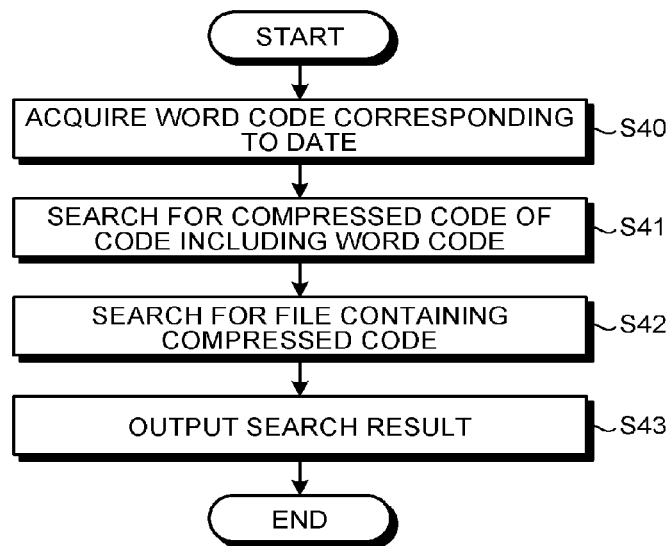 START
ACQUIRE WORD CODE CORRESPONDING
TO DATE
S40
SEARCH FOR COMPRESSED CODE OF
CODE INCLUDING WORD CODE
S41
SEARCH FOR FILE CONTAINING
COMPRESSED CODE
S42
OUTPUT SEARCH RESULT
S43
END